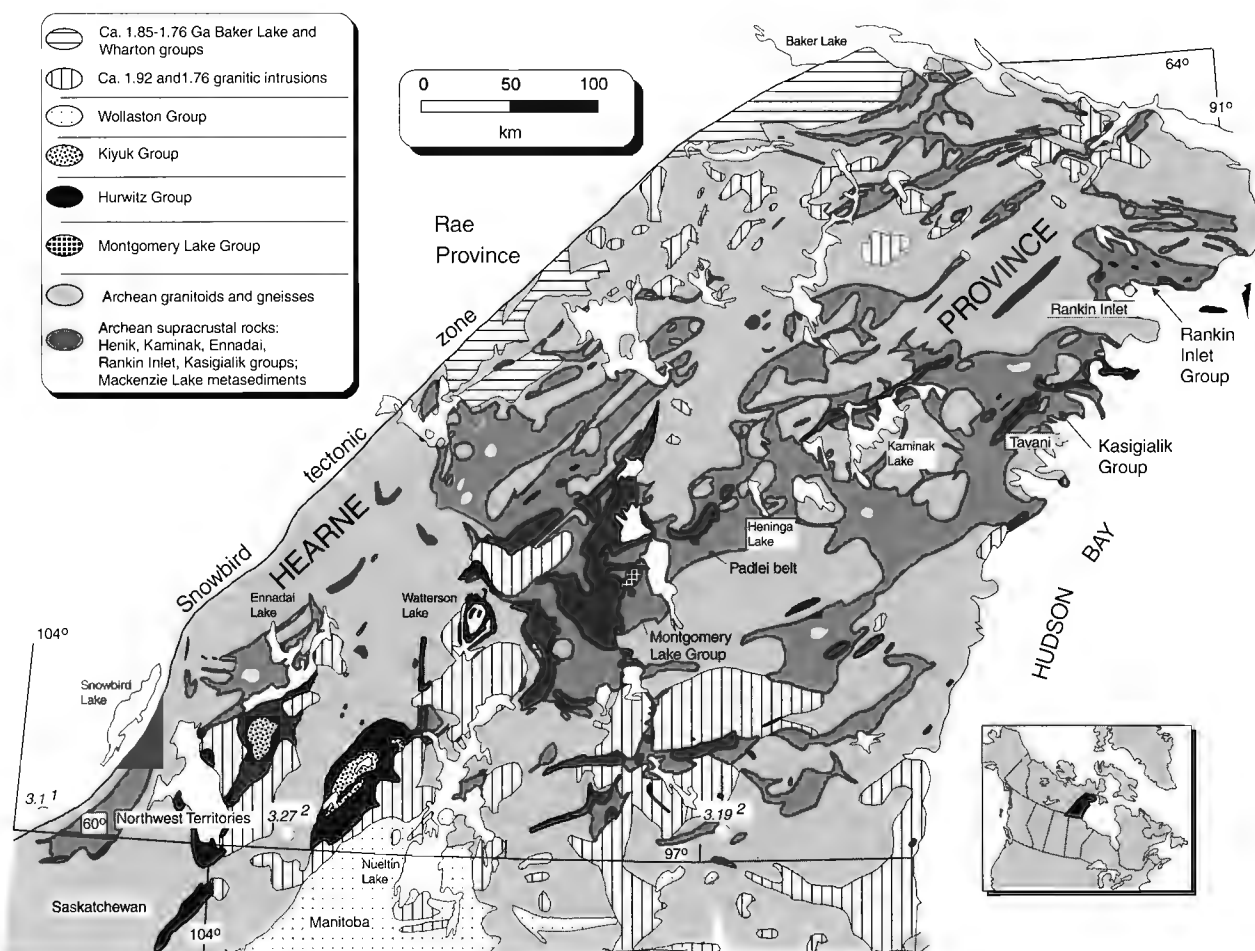 Ca. 1.85-1.76 Ga Baker Lake and
Wharton groups
Ca. 1.92 and 1.76 granitic intrusions
Wollaston Group
Kiyuk Group
Hurwitz Group
Montgomery Lake Group
Archean granitoids and gneisses
Archean supracrustal rocks:
Henik, Kaminak, Ennadai,
Rankin Inlet, Kasigialik groups;
Mackenzie Lake metasediments
0 50 100
km
Baker Lake
64°
91°
Rae
Province
PROVINCE
Rankin Inlet
Rankin
Inlet
Group
zone
tectonic
Snowbird
HEARNE
Kaminak
Lake
Tavani
Kasigialik
Group
Heninga
Lake
Padlei belt
HUDSON BAY
Ennadai
Lake
Watterson
Lake
Montgomery
Lake Group
104°
Snowbird
Lake
3.1 1
60°
Northwest Territories
3.27 2
3.19 2
97°
Nueltin
Lake
Saskatchewan
104°
Manitoba